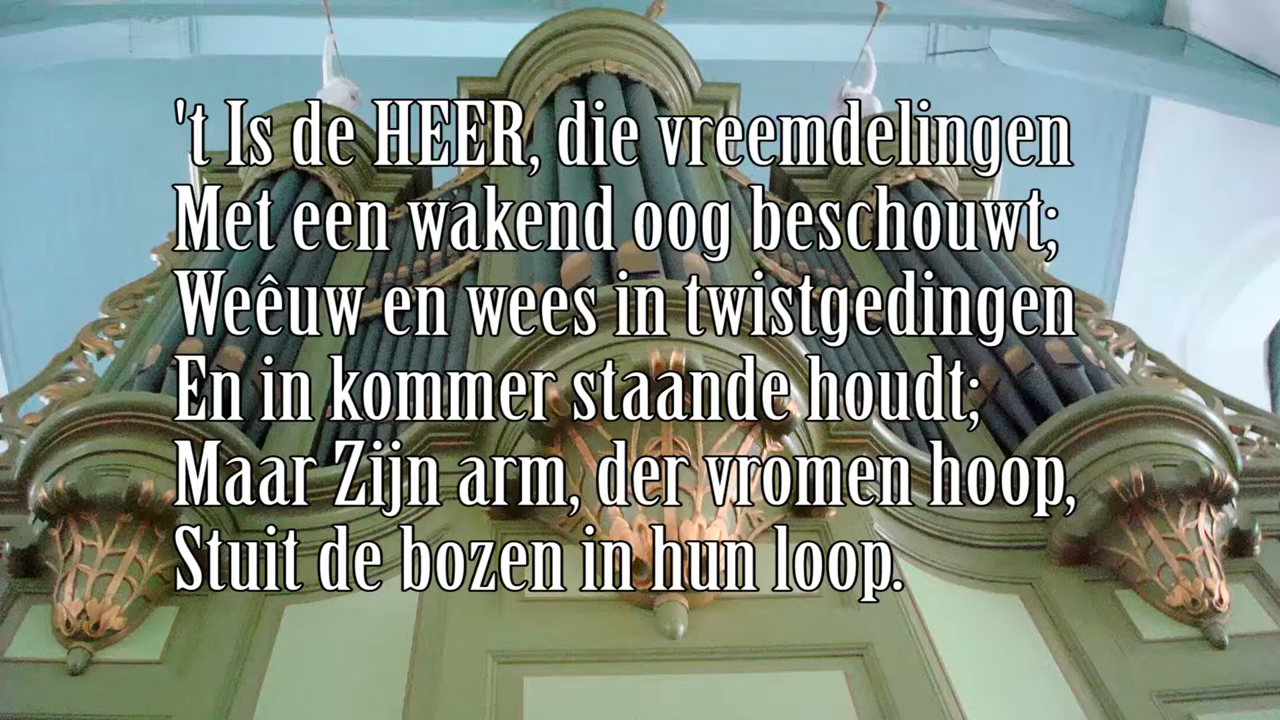 't Is de HEER, die vreemdelingen
Met een wakend oog beschouwt;
Weêuw en wees in twistgedingen
En in kommer staande houdt;
Maar Zijn arm, der vromen hoop,
Stuit de bozen in hun loop.